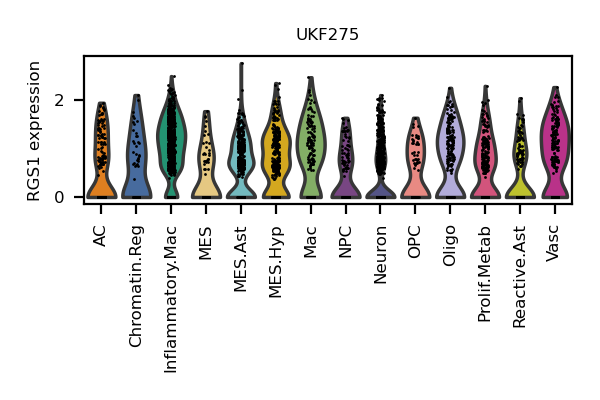 UKF275
RGS1 expression
2
0
AC
Chromatin.Reg
Inflammatory.Mac
MES
MES.Ast
MES.Hyp
Mac
NPC
Neuron
OPC
Oligo
Prolif.Metab
Reactive.Ast
Vasc